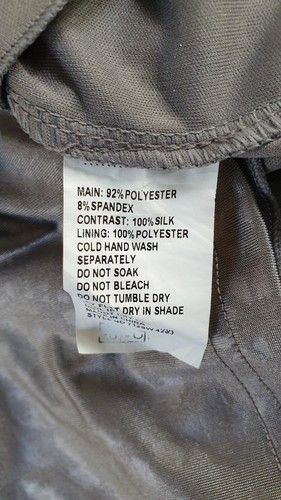 MAIN: 92%POLYESTER
8%SPANDEX
CONTRAST: 100%SILK
LINING: 100%POLYESTER
COLD HAND WASH
SEPARATELY
DO NOT SOAK
DO NOT BLEACH
DO NOT TUMBLE DRY
DRY IN SHADE
CHINA